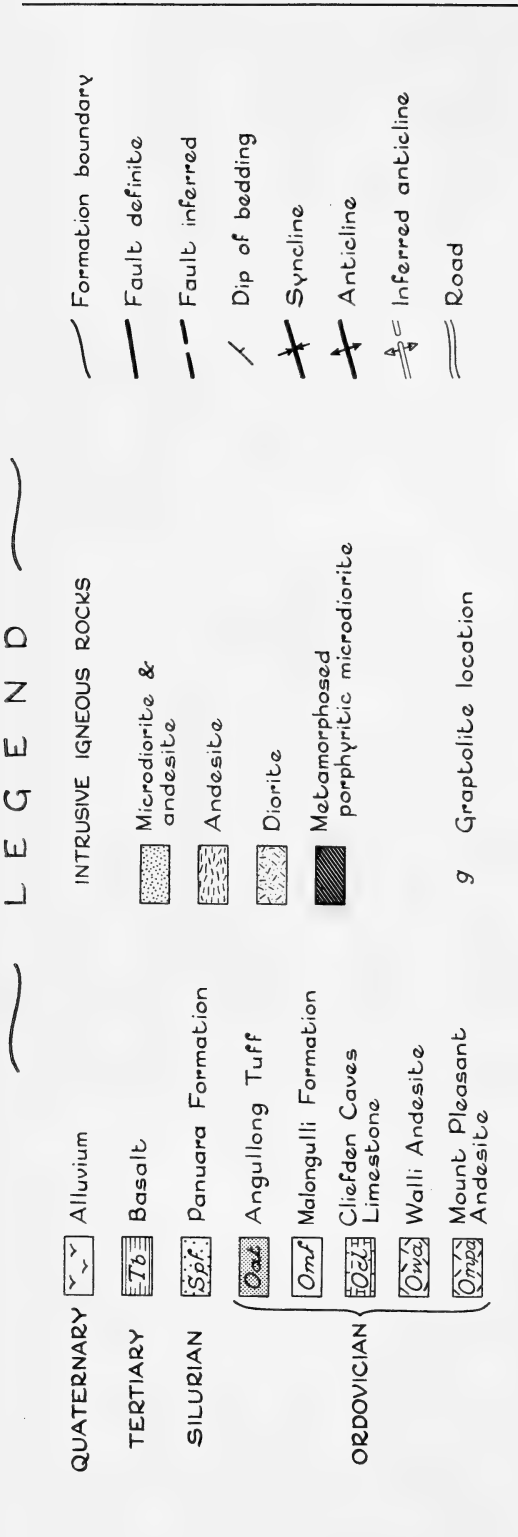 LEGEND
QUATERNARY
Alluvium
TERTIARY
Tb
Basalt
SILURIAN
Spf
Panuara Formation
ORDOVICIAN
Oat
Angullong Tuff
Omf
Malongulli Formation
Ocl
Cliefden Caves
Limestone
Owa
Walli Andesite
Ompa
Mount Pleasant
Andesite
INTRUSIVE IGNEOUS ROCKS
Microdiorite &
andesite
Andesite
Diorite
Metamorphosed
porphyritic microdiorite
g Graptolite location
Formation boundary
Fault definite
Fault inferred
Dip of bedding
Syncline
Anticline
Inferred anticline
Road